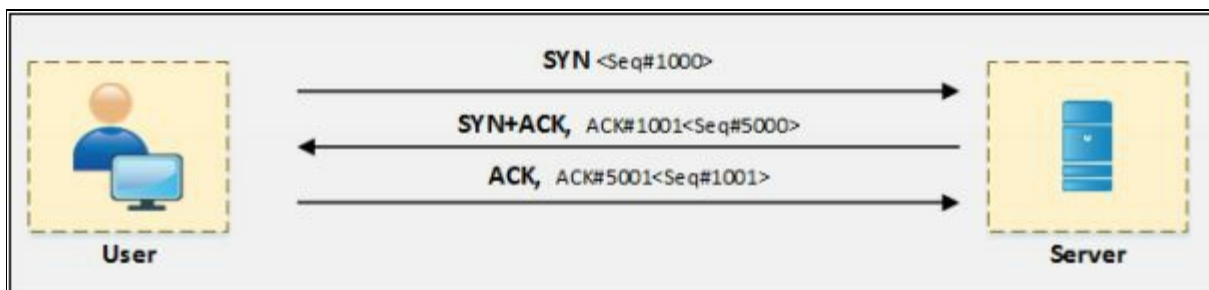 SYN <Seq#1000>
SYN+ACK, ACK#1001<Seq#5000>
ACK, ACK#5001<Seq#1001>
User
Server